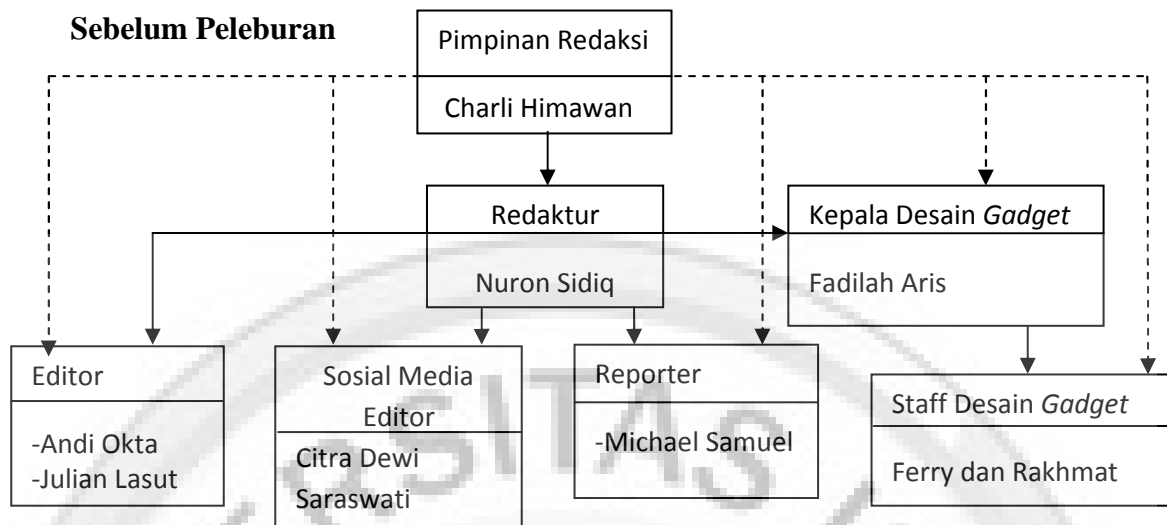 Sebelum Peleburan
Pimpinan Redaksi
Charli Himawan
Redaktur
Nuron Sidiq
Kepala Desain Gadget
Fadilah Aris
Editor
-Andi Okta
-Julian Lasut
Sosial Media
Editor
Citra Dewi
Saraswati
Reporter
-Michael Samuel
Staff Desain Gadget
Ferry dan Rakhmat
SITAS